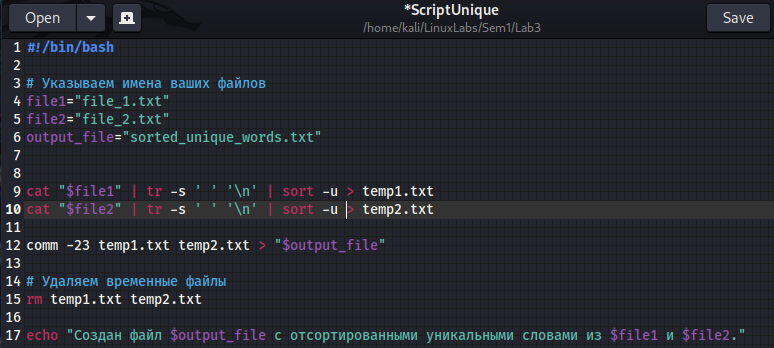 Open
*ScriptUnique
/home/kali/LinuxLabs/Sem1/Lab3
Save
1 #!/bin/bash
2
3 # Указываем имена ваших файлов
4 file1="file_1.txt"
5 file2="file_2.txt"
6 output_file="sorted_unique_words.txt"
7
8
9 cat "$file1" | tr -s ' ' '\n' | sort -u > temp1.txt
10 cat "$file2" | tr -s ' ' '\n' | sort -u > temp2.txt
11
12 comm -23 temp1.txt temp2.txt > "$output_file"
13
14 # Удаляем временные файлы
15 rm temp1.txt temp2.txt
16
17 echo "Создан файл $output_file с отсортированными уникальными словами из $file1 и $file2."